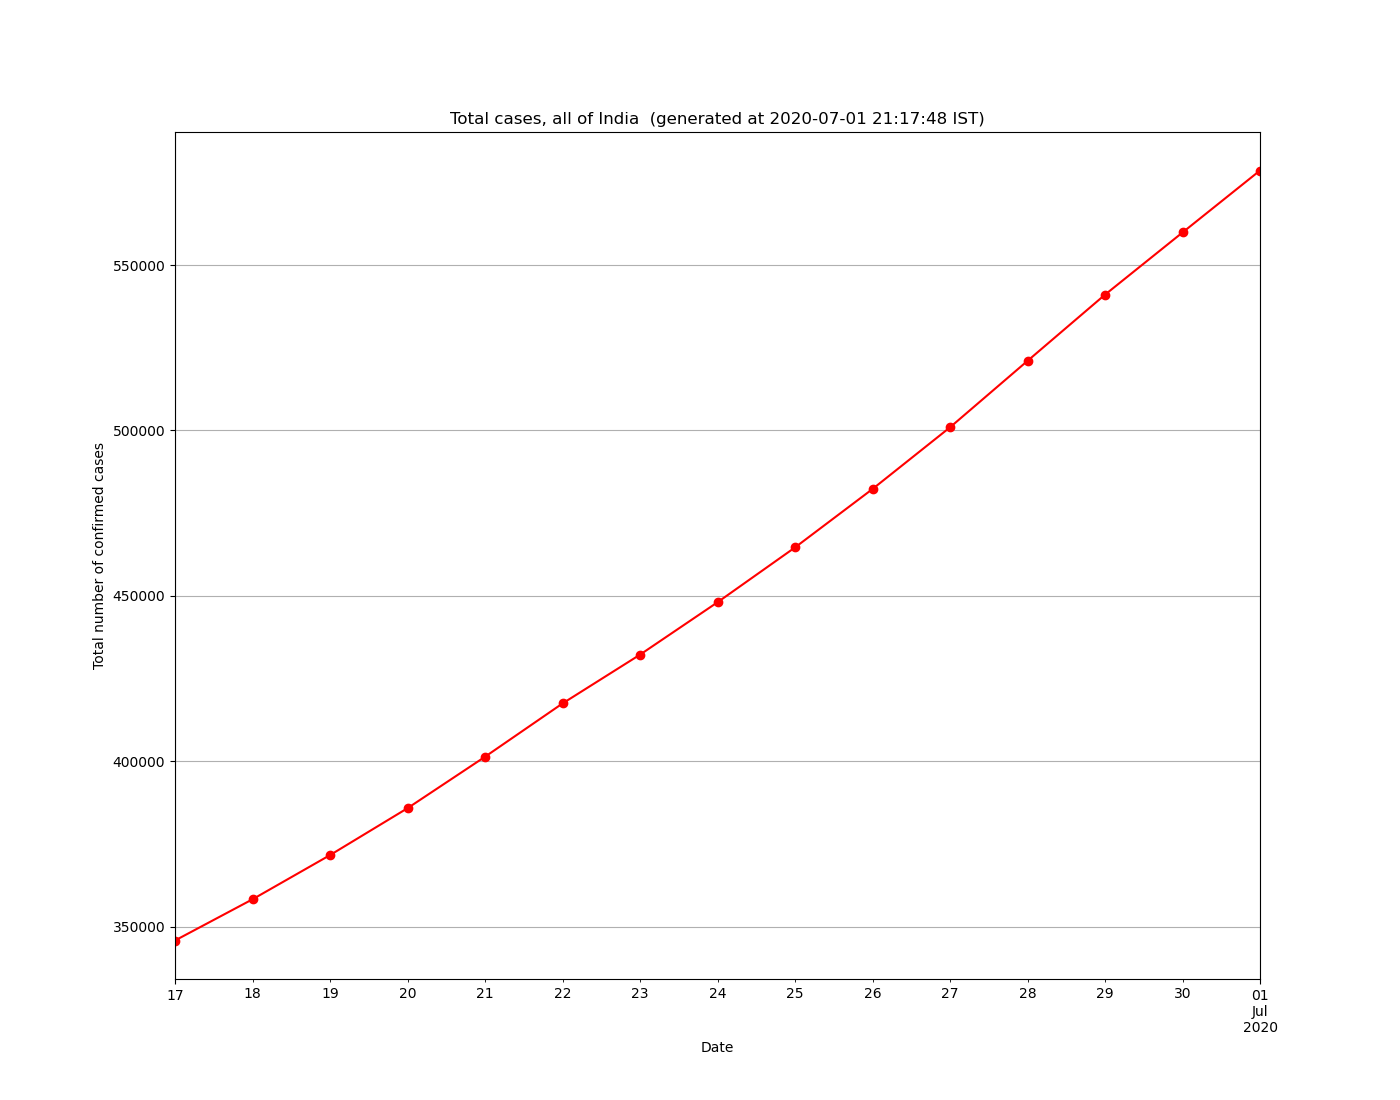 Total cases, all of India  (generated at 2020-07-01 21:17:48 IST)
Total number of confirmed cases
550000
500000
450000
400000
350000
17 18 19 20 21 22 23 24 25 26 27 28 29 30 01
Jul
2020
Date